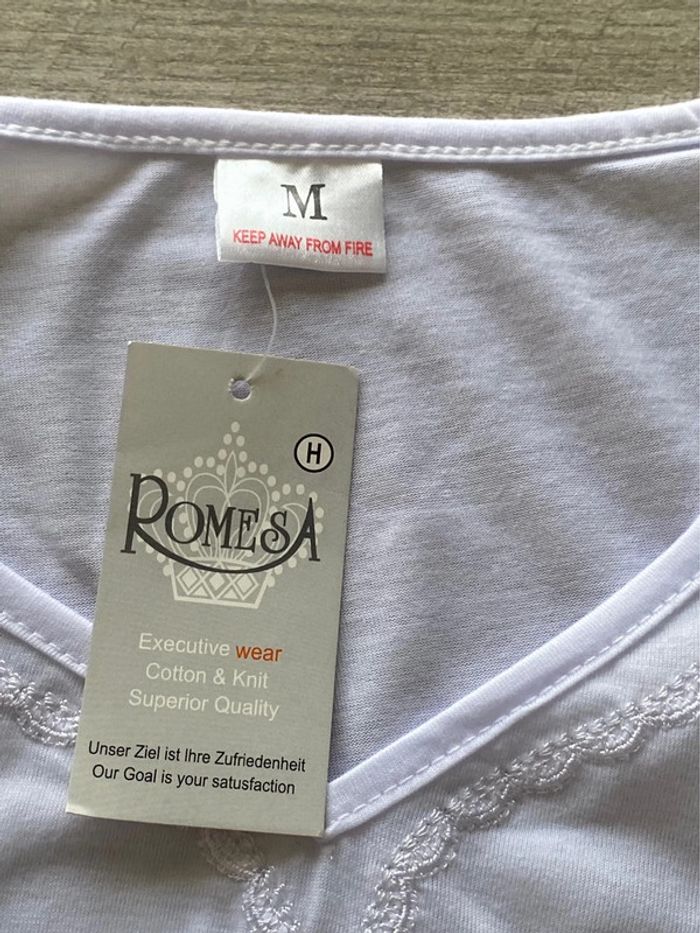 M
KEEP AWAY FROM FIRE
H
ROMESA
Executive wear
Cotton & Knit
Superior Quality
Unser Ziel ist Ihre Zufriedenheit
Our Goal is your satusfaction